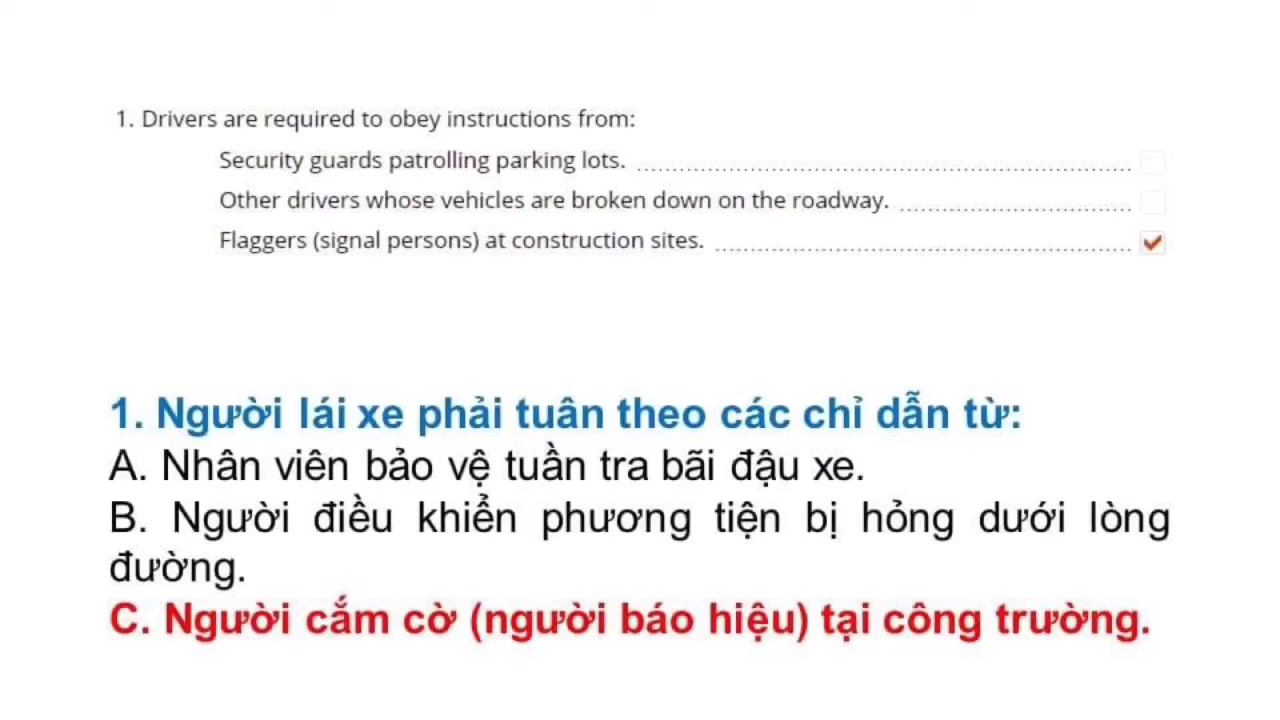 1. Drivers are required to obey instructions from:
Security guards patrolling parking lots.
Other drivers whose vehicles are broken down on the roadway.
Flaggers (signal persons) at construction sites.
1. Người lái xe phải tuân theo các chỉ dẫn từ:
A. Nhân viên bảo vệ tuần tra bãi đậu xe.
B. Người điều khiển phương tiện bị hỏng dưới lòng
đường.
C. Người cắm cờ (người báo hiệu) tại công trường.